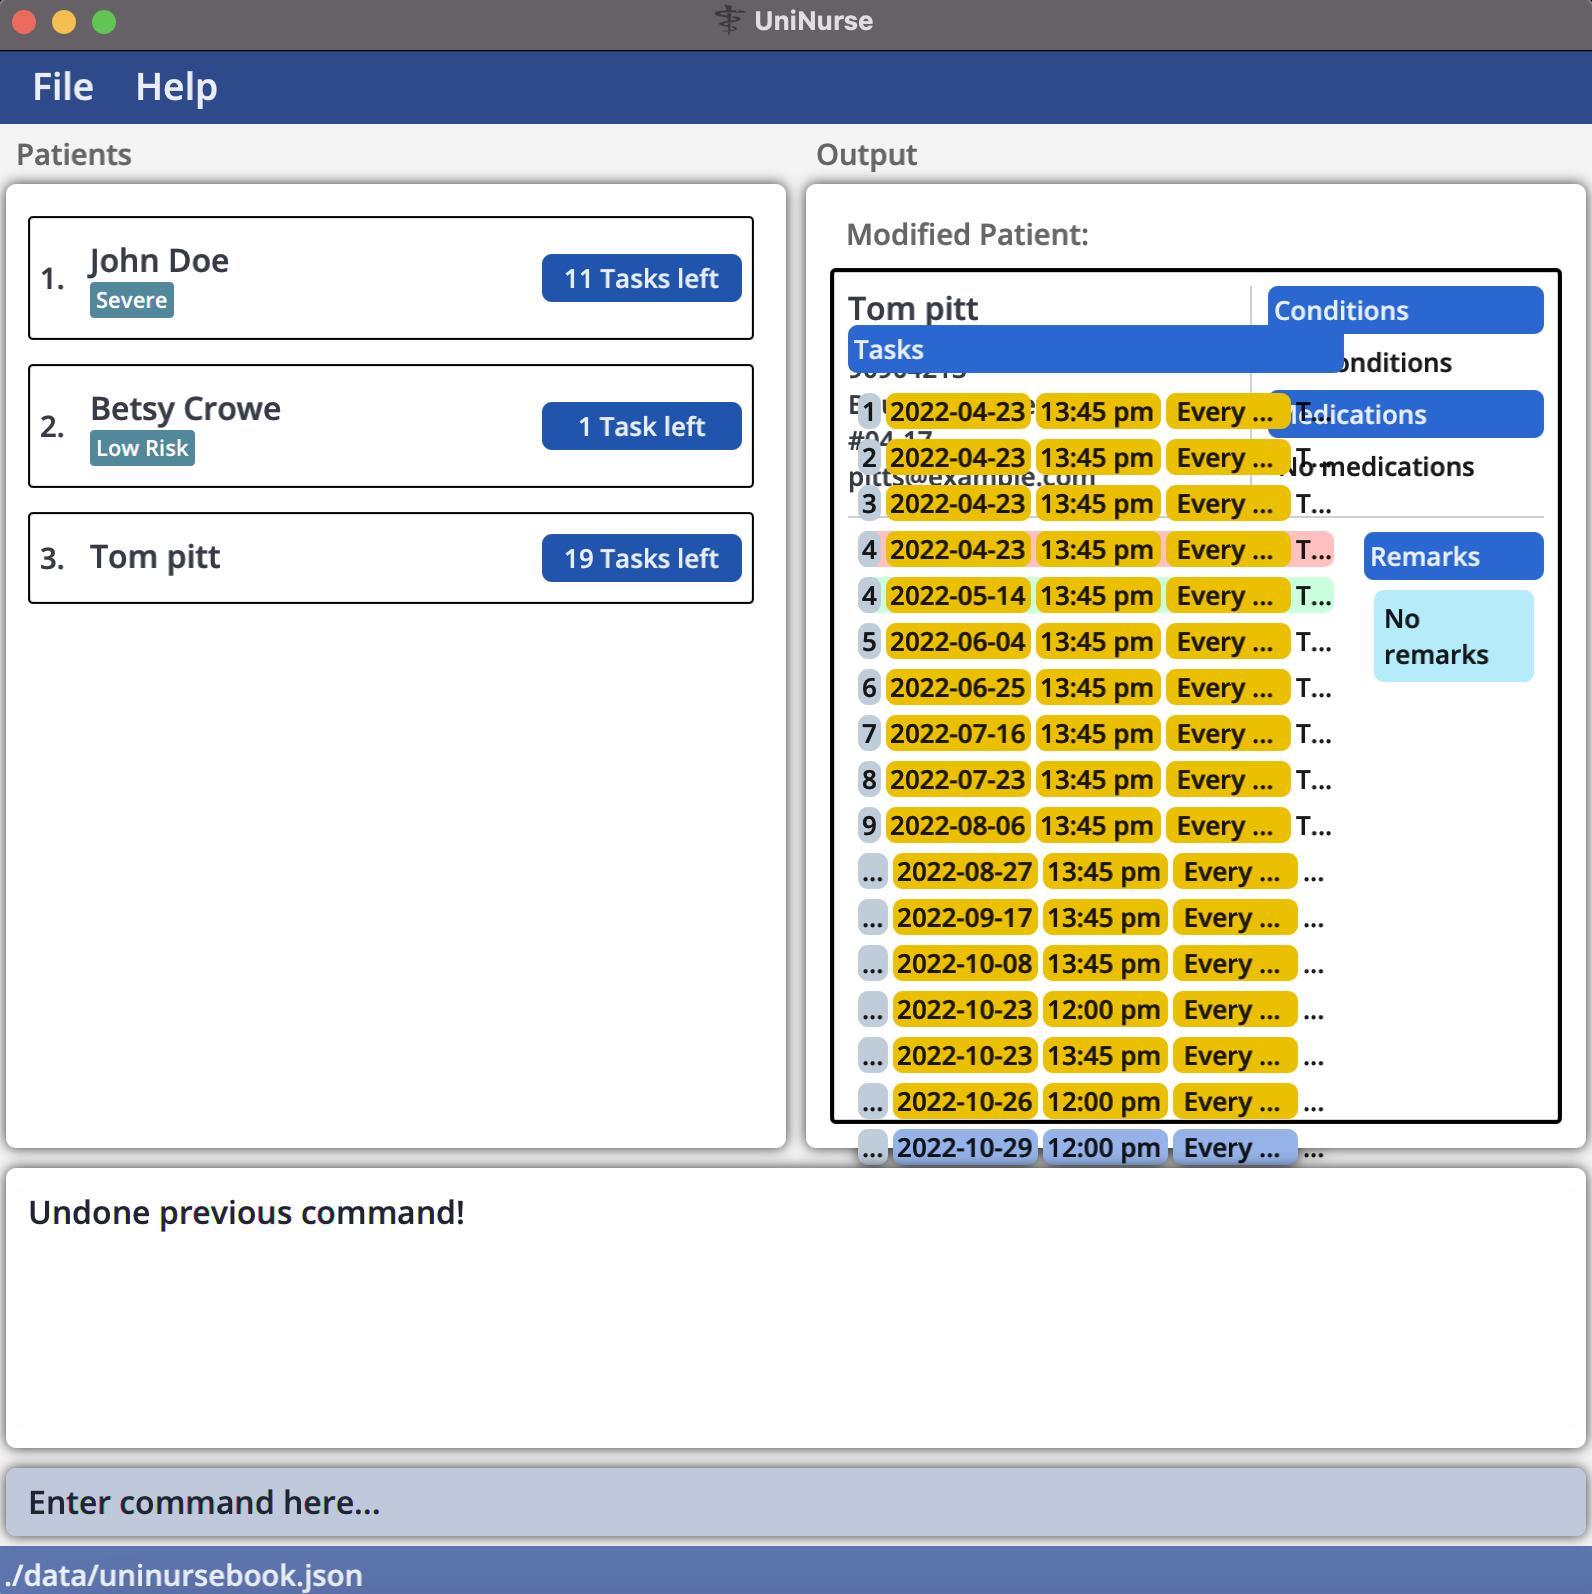 UniNurse
File Help
Patients
1. John Doe
Severe
11 Tasks left
2. Betsy Crowe
Low Risk
1 Task left
3. Tom pitt
19 Tasks left
Output
Modified Patient:
Tom pitt
Conditions
Tasks
Medications
No medications
pitts@example.com
1 2022-04-23 13:45 pm Every ... T...
2 2022-04-23 13:45 pm Every ... T...
3 2022-04-23 13:45 pm Every ... T...
4 2022-04-23 13:45 pm Every ... T...
4 2022-05-14 13:45 pm Every ... T...
5 2022-06-04 13:45 pm Every ... T...
6 2022-06-25 13:45 pm Every ... T...
7 2022-07-16 13:45 pm Every ... T...
8 2022-07-23 13:45 pm Every ... T...
9 2022-08-06 13:45 pm Every ... T...
... 2022-08-27 13:45 pm Every ... ...
... 2022-09-17 13:45 pm Every ... ...
... 2022-10-08 13:45 pm Every ... ...
... 2022-10-23 12:00 pm Every ... ...
... 2022-10-23 13:45 pm Every ... ...
... 2022-10-26 12:00 pm Every ... ...
... 2022-10-29 12:00 pm Every ... ...
Remarks
No
remarks
Undone previous command!
Enter command here...
./data/uninursebook.json